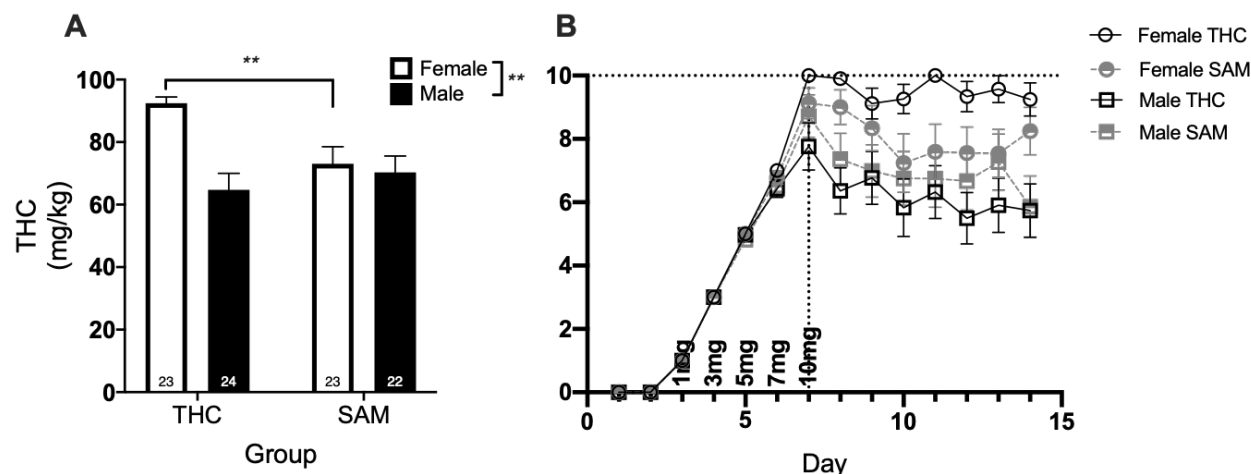 A
**
Female
Male
**
100
80
60
40
20
0
THC
(mg/kg)
23
24
23
22
THC
SAM
Group
B
10
8
6
4
2
0
1mg
3mg
5mg
7mg
10mg
0
5
10
15
Day
Female THC
Female SAM
Male THC
Male SAM